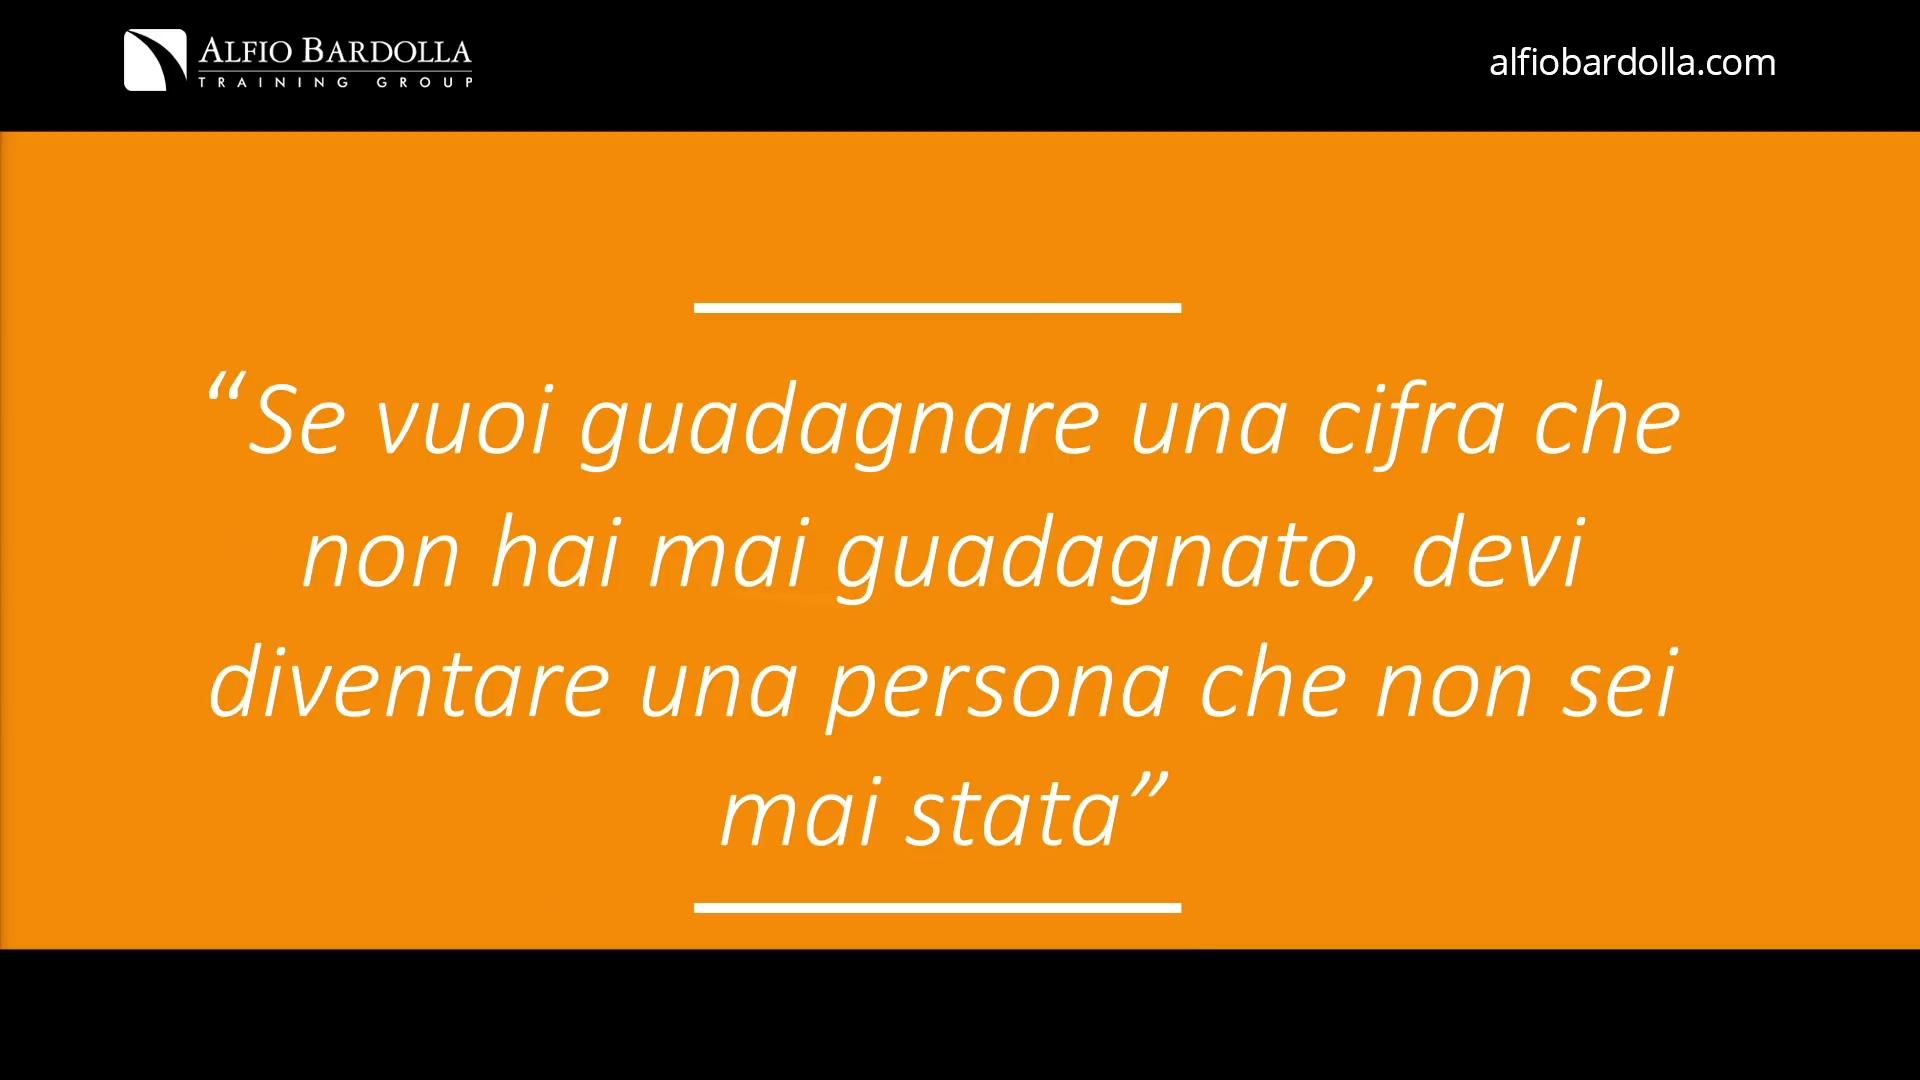 ALFIO BARDOLLA
TRAINING GROUP
alfiobardolla.com
“Se vuoi guadagnare una cifra che
non hai mai guadagnato, devi
diventare una persona che non sei
mai stata”